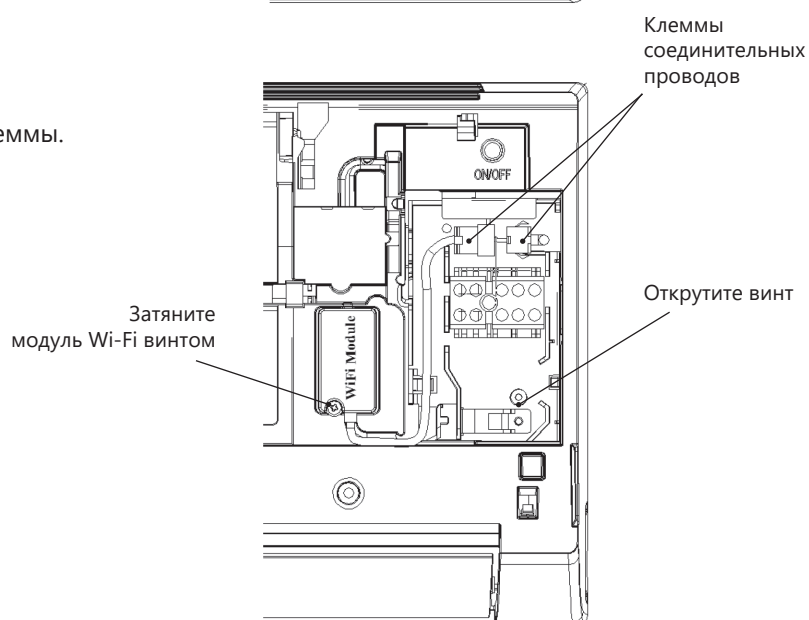 Клеммы
соединительных
проводов
еммы.
ON/OFF
Открутите винт
Затяните
модуль Wi-Fi винтом
WiFi Module